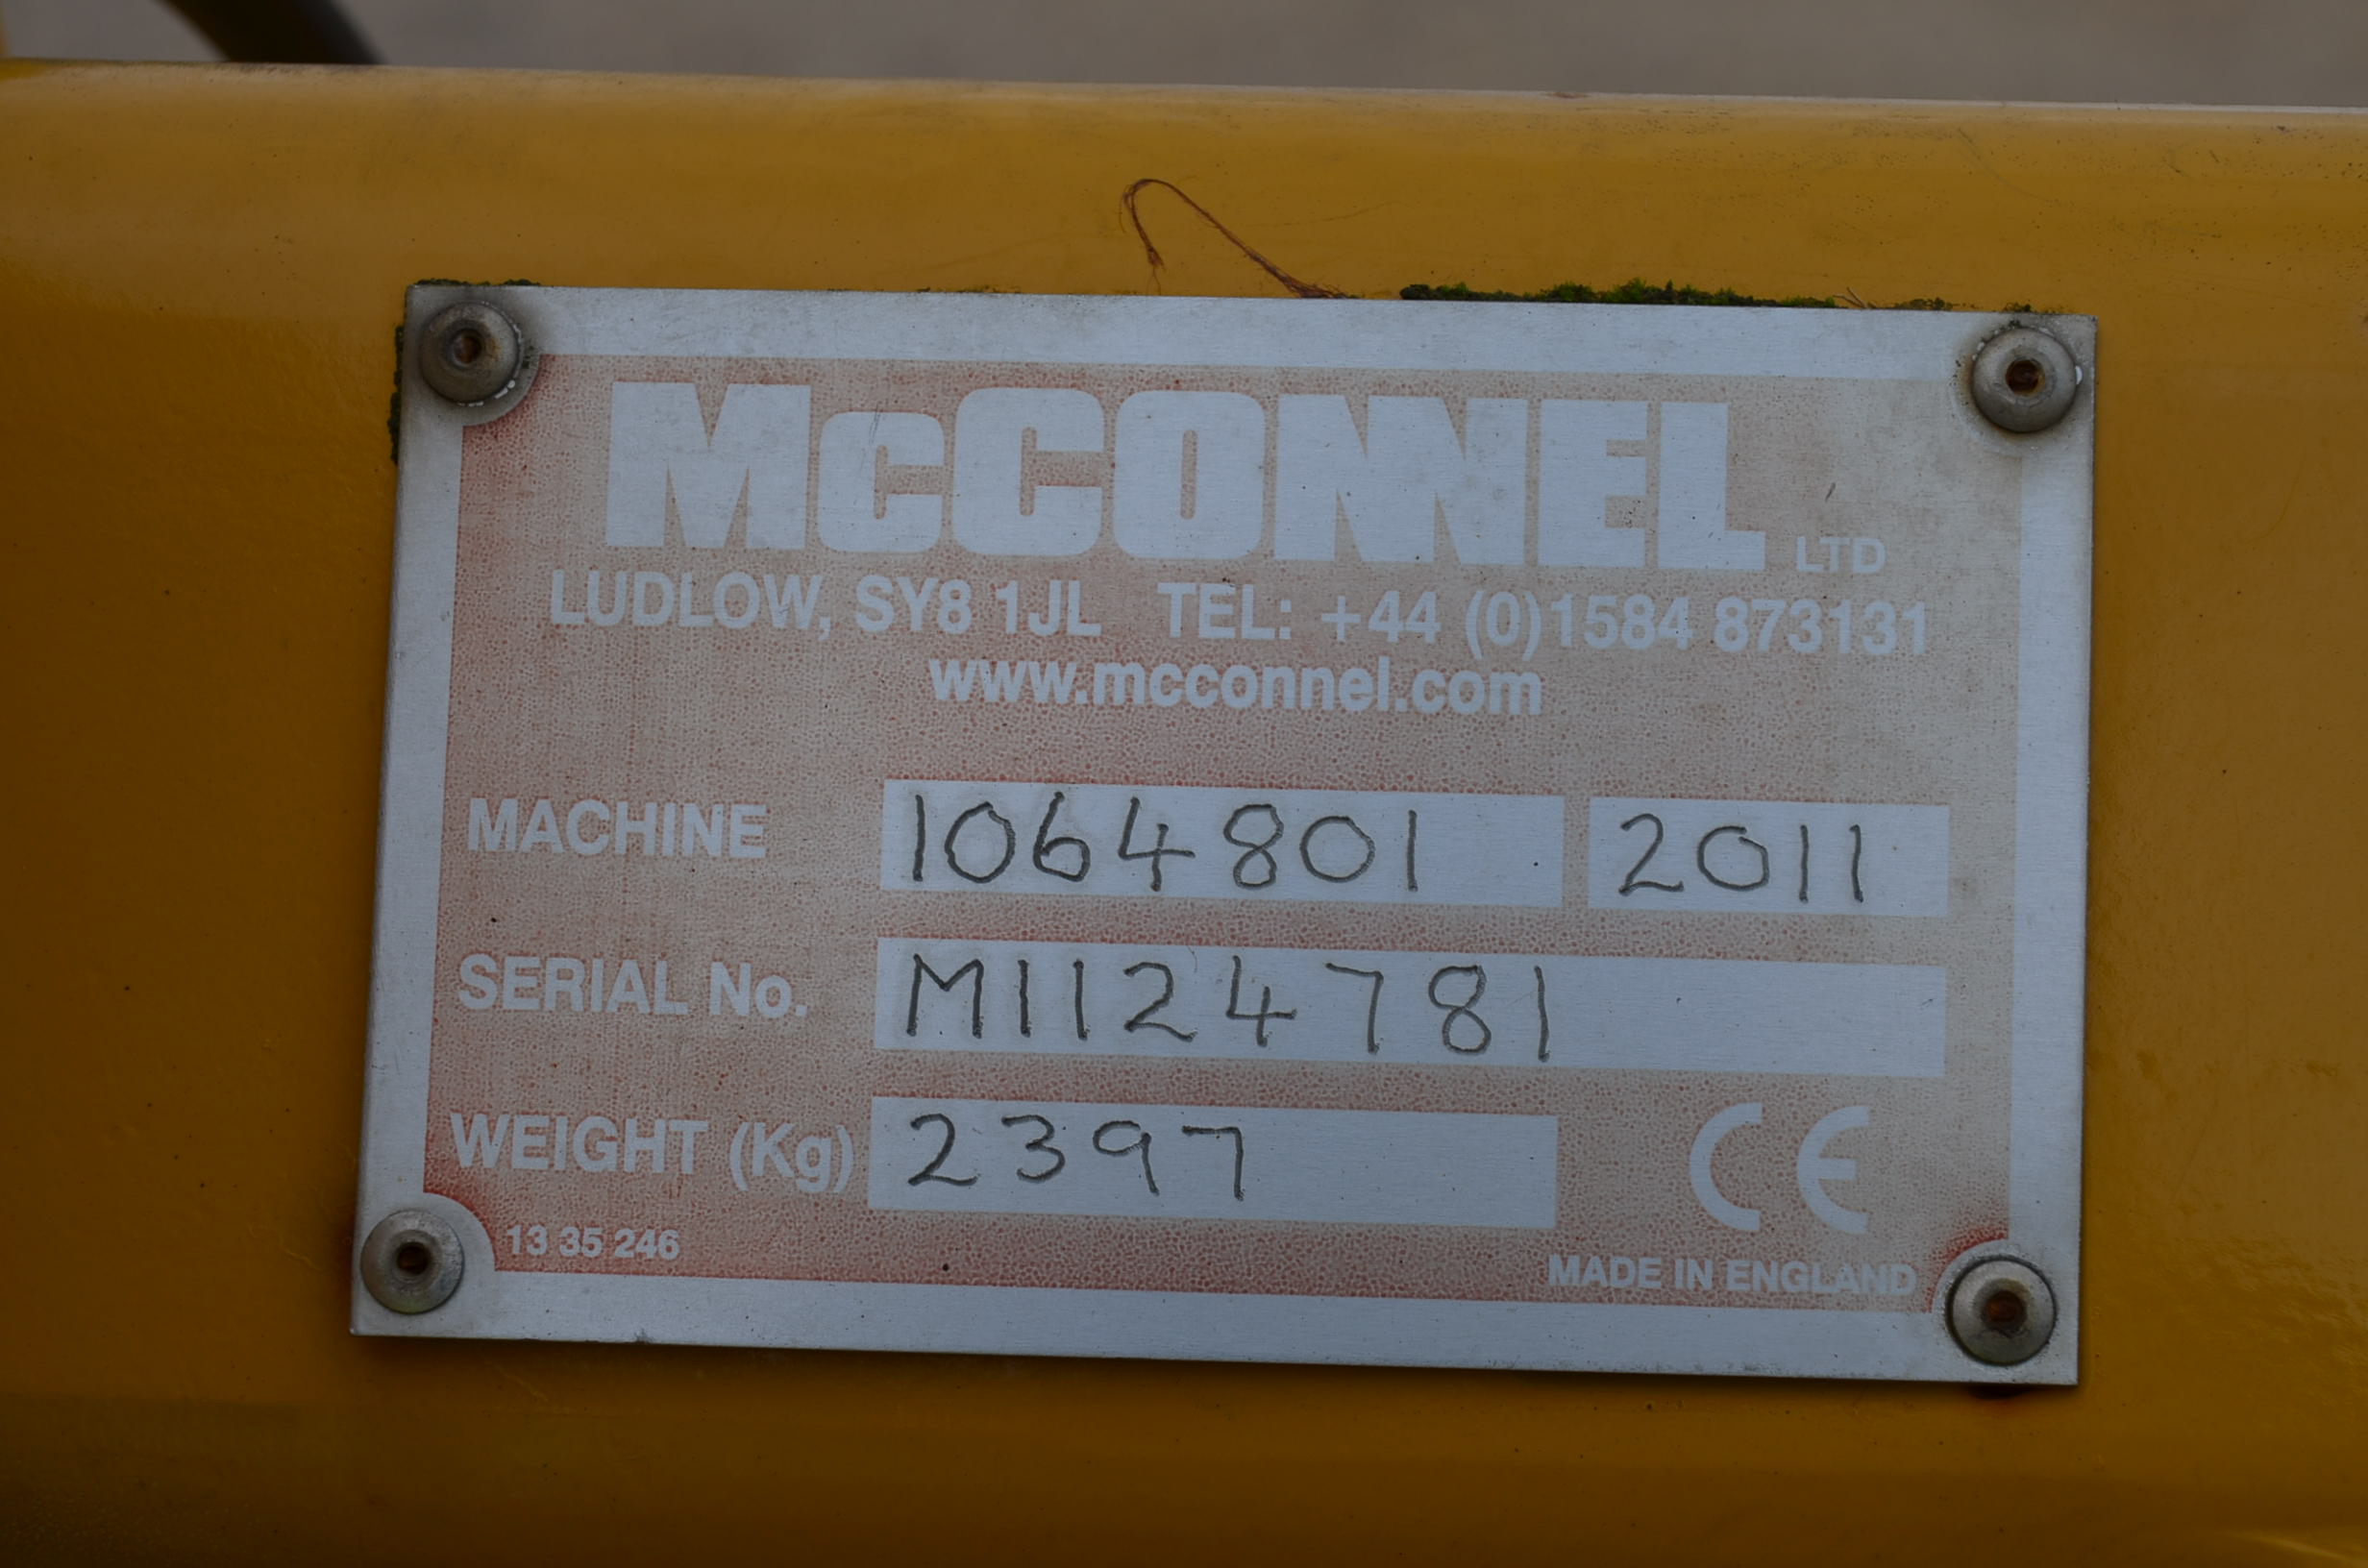 McCONNEL LTD
LUDLOW, SY8 1JL TEL: +44 (0)1584 873131
www.mcconnel.com
MACHINE 1064801 2011
SERIAL No. M1124781
WEIGHT (Kg) 2397 CE
13 35 246
MADE IN ENGLAND